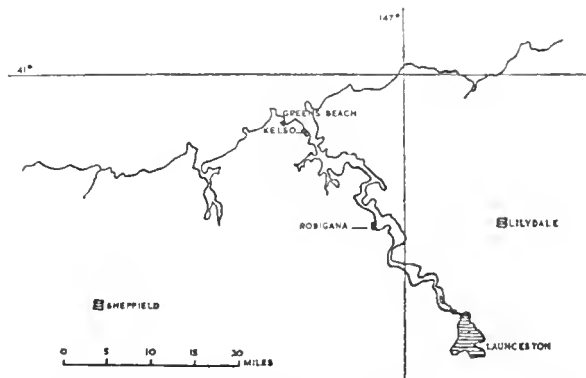 147°
41°
GREENS BEACH
KELSO
ROBIGANA
LILYDALE
SHEFFIELD
LAUNCESTON
0 5 10 15 20
MILES